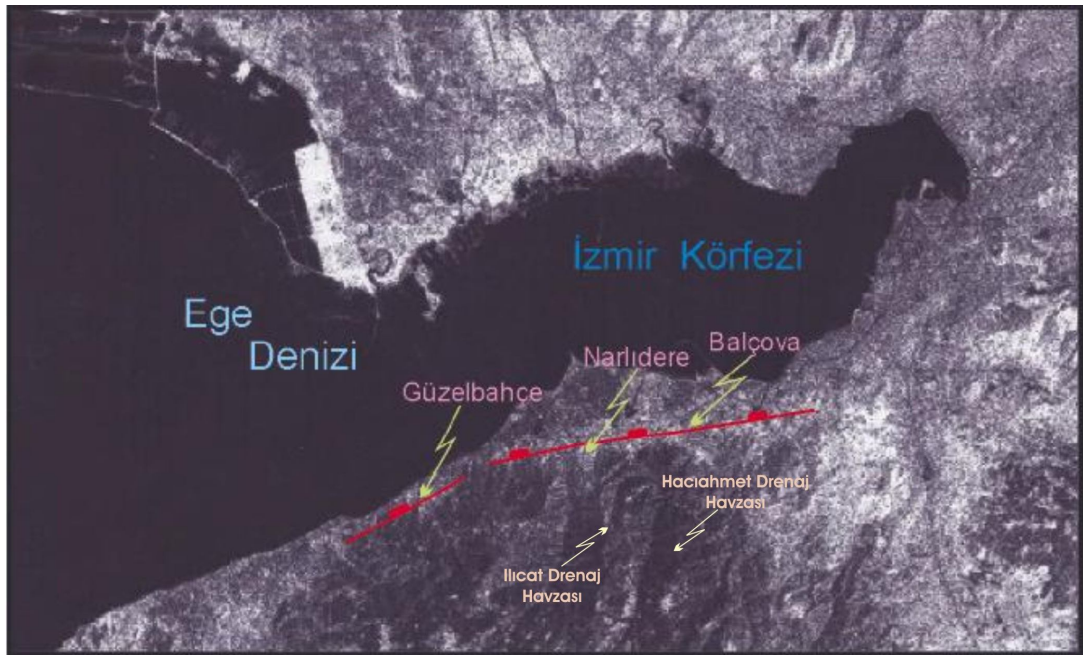 İzmir Körfezi
Ege
Denizi
Balçova
Narlıdere
Güzelbahçe
Hacıahmet Drenaj
Havzası
Ilıcat Drenaj
Havzası